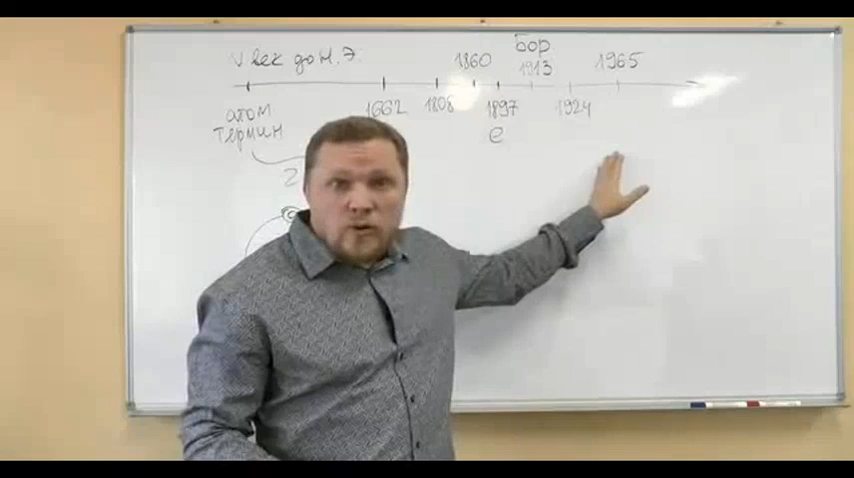 Бор
V век до н. э. 1860 1913 1965
атом 1662 1808 1897 1924
термин е